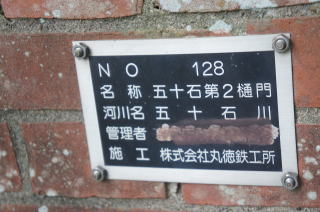 NO 128
名称 五十石第2樋門
河川名 五十石川
管理者
施工 株式会社丸徳鉄工所